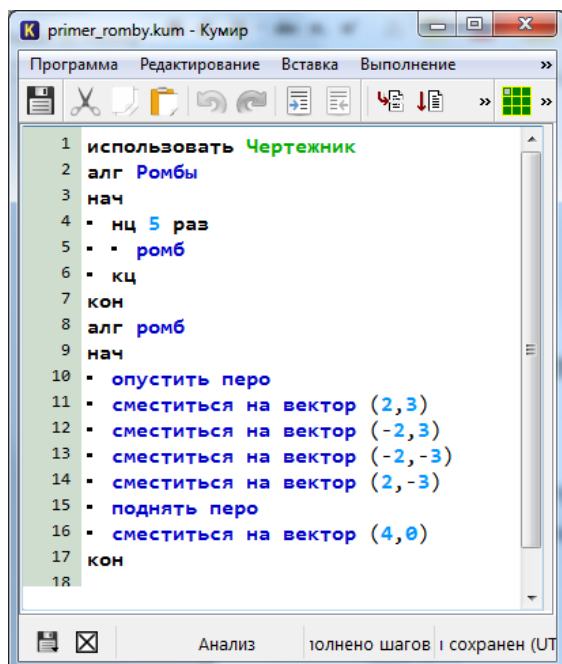 primer_romby.kum - Кумир
Программа Редактирование Вставка Выполнение »
» »
1 использовать Чертежник
2 алг Ромбы
3 нач
4 нц 5 раз
5 ромб
6 кц
7 кон
8 алг ромб
9 нач
10 опустить перо
11 сместиться на вектор (2,3)
12 сместиться на вектор (-2,3)
13 сместиться на вектор (-2,-3)
14 сместиться на вектор (2,-3)
15 поднять перо
16 сместиться на вектор (4,0)
17 кон
18
Анализ полнено шагов сохранен (UT